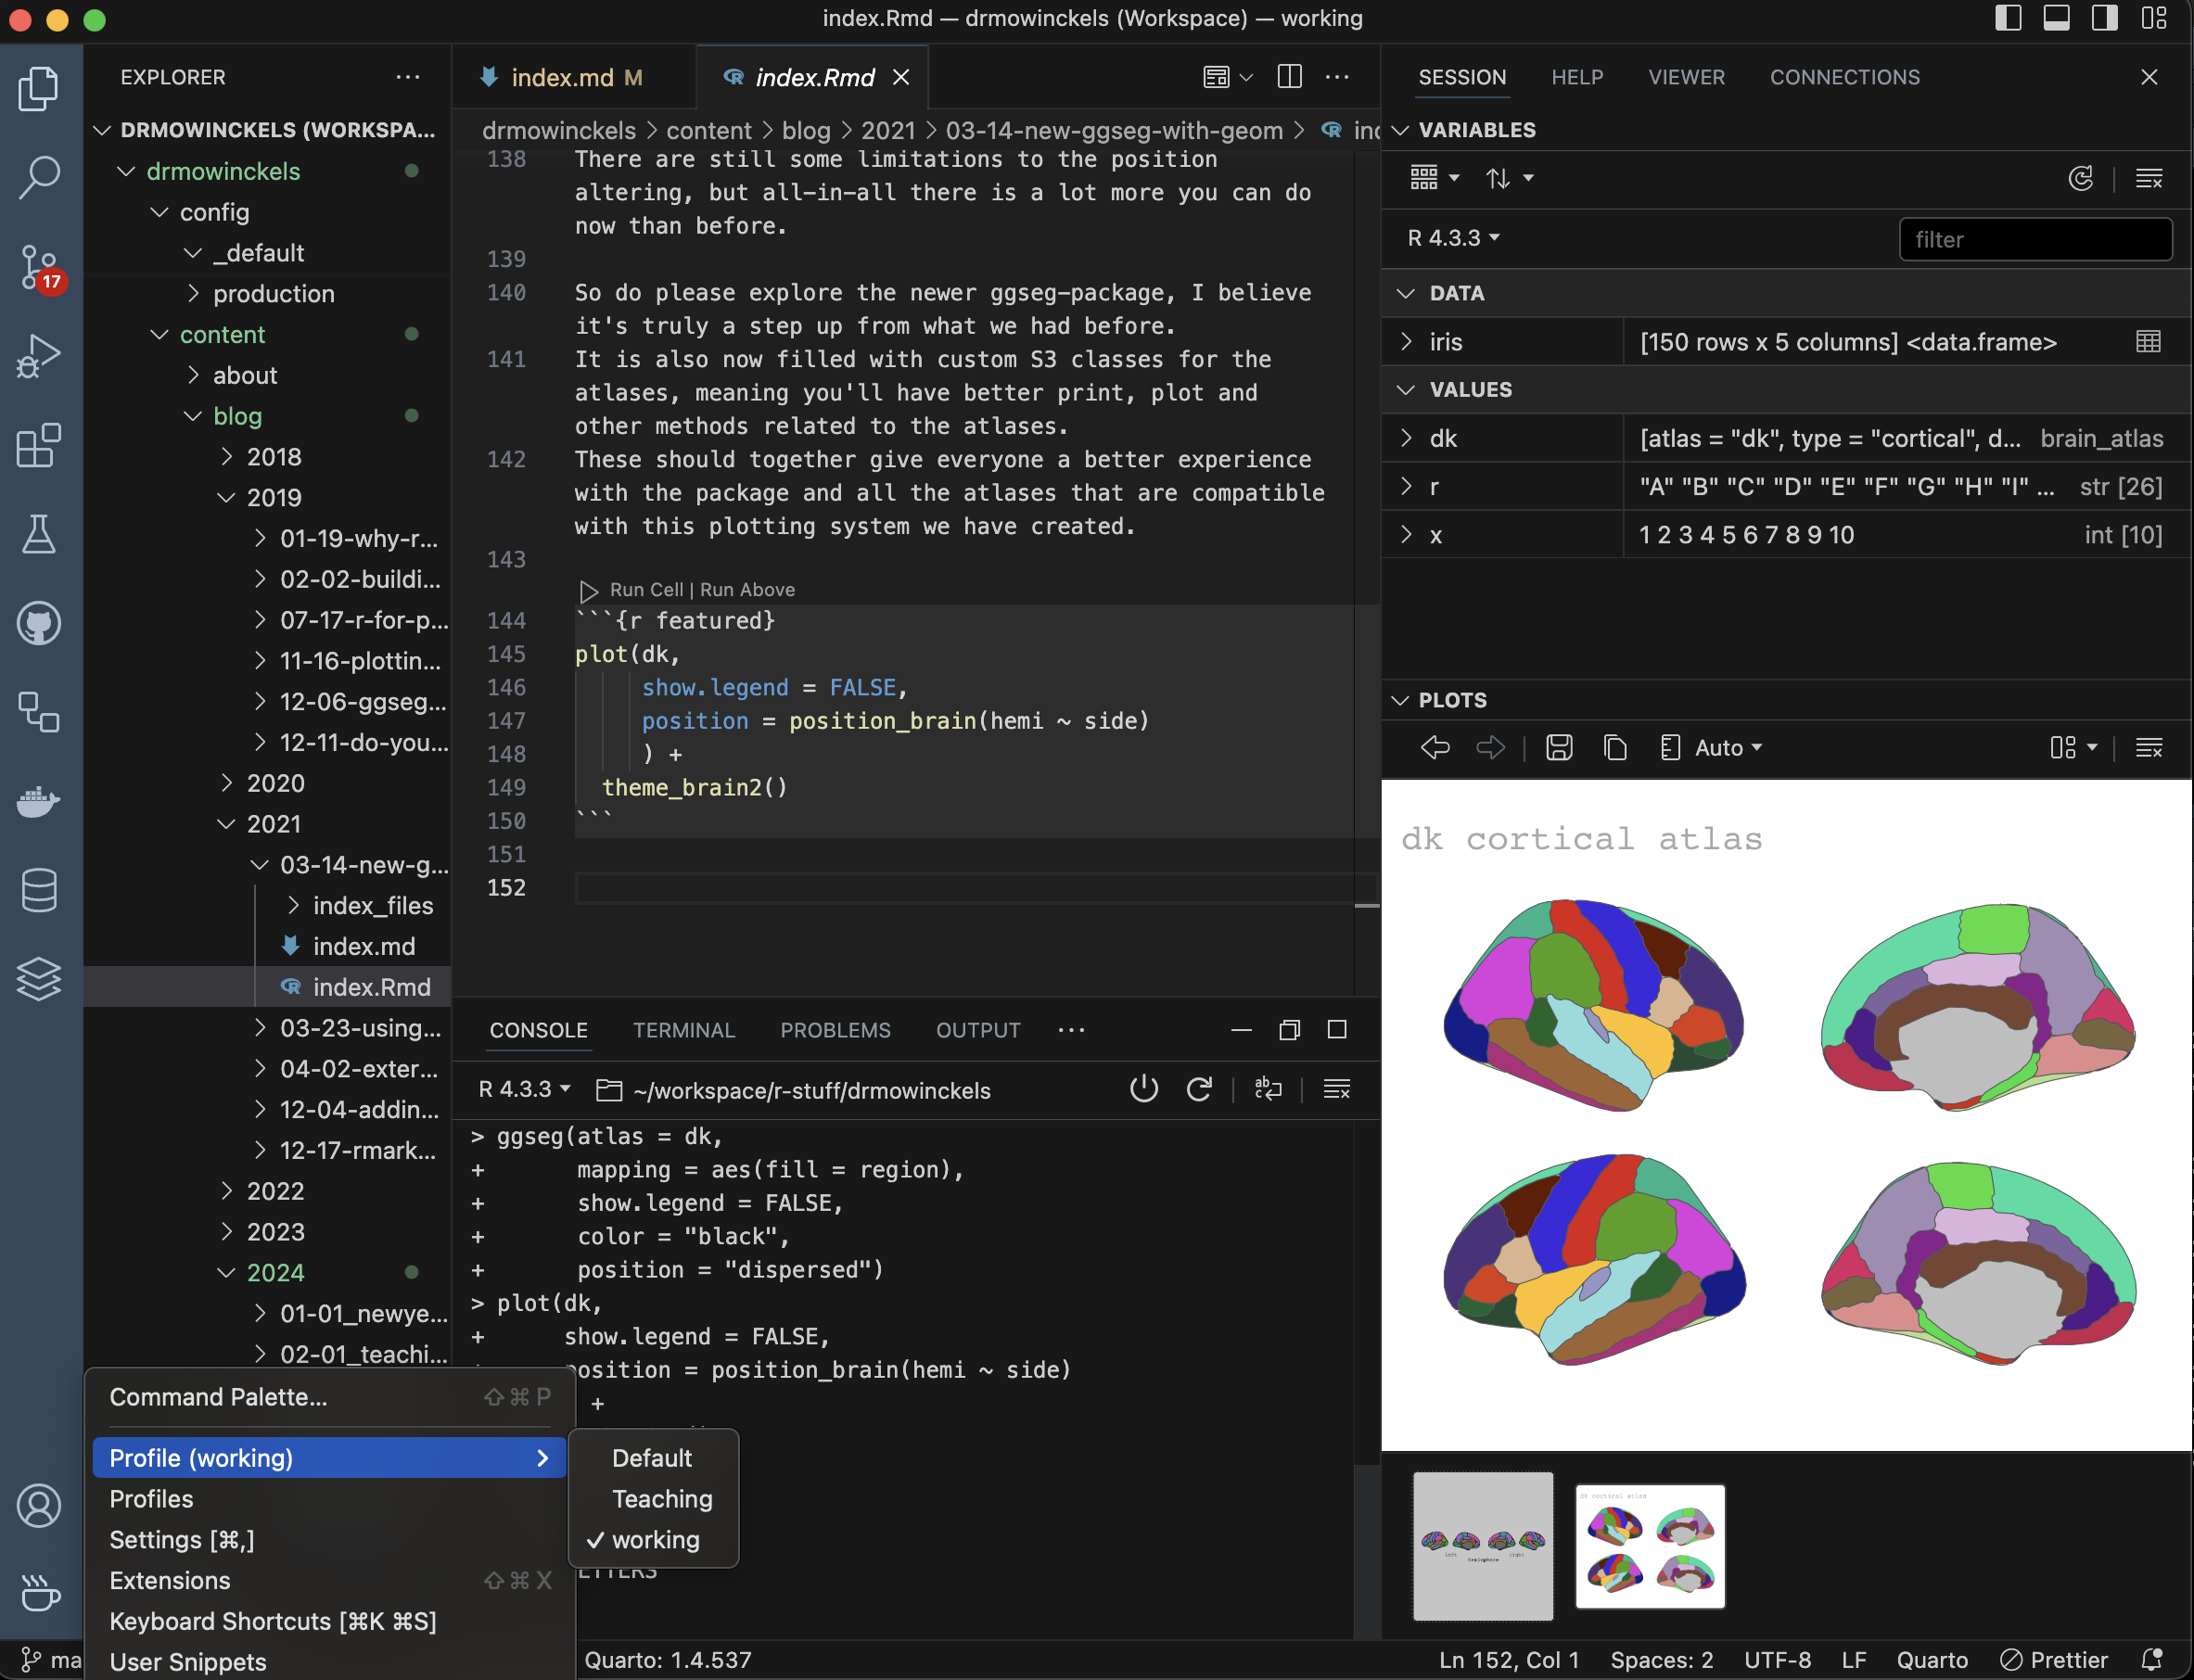 index.Rmd — drmowinckels (Workspace) — working
EXPLORER
DRMOWINCKELS (WORKSPA...
drmowinckels
config
_default
production
content
about
blog
2018
2019
01-19-why-r...
02-02-buildi...
07-17-r-for-p...
11-16-plottin...
12-06-ggseg...
12-11-do-you...
2020
2021
03-14-new-g...
index_files
index.md
index.Rmd
03-23-using...
04-02-exter...
12-04-addin...
12-17-rmark...
2022
2023
2024
01-01_newye...
02-01_teachi...
17
index.md M
index.Rmd
drmowinckels > content > blog > 2021 > 03-14-new-ggseg-with-geom >
138 There are still some limitations to the position
altering, but all-in-all there is a lot more you can do
now than before.
139
140 So do please explore the newer ggseg-package, I believe
it's truly a step up from what we had before.
141 It is also now filled with custom S3 classes for the
atlases, meaning you'll have better print, plot and
other methods related to the atlases.
142 These should together give everyone a better experience
with the package and all the atlases that are compatible
with this plotting system we have created.
143
Run Cell | Run Above
144 ```{r featured}
145 plot(dk,
146 show.legend = FALSE,
147 position = position_brain(hemi ~ side)
148 ) +
149 theme_brain2()
150 ```
151
152
CONSOLE TERMINAL PROBLEMS OUTPUT
R 4.3.3 ~/workspace/r-stuff/drmowinckels
> ggseg(atlas = dk,
+ mapping = aes(fill = region),
+ show.legend = FALSE,
+ color = "black",
+ position = "dispersed")
> plot(dk,
+ show.legend = FALSE,
position = position_brain(hemi ~ side)
+
ETTERS
Command Palette... ⇧⌘P
Profile (working)
Profiles
Settings [⌘,]
Extensions ⇧⌘X
Keyboard Shortcuts [⌘K ⌘S]
User Snippets
Default
Teaching
✓ working
SESSION HELP VIEWER CONNECTIONS
VARIABLES
R 4.3.3
filter
DATA
iris [150 rows x 5 columns] <data.frame>
VALUES
dk [atlas = "dk", type = "cortical", d... brain_atlas
r "A" "B" "C" "D" "E" "F" "G" "H" "I" ... str [26]
x 1 2 3 4 5 6 7 8 9 10 int [10]
PLOTS
Auto
dk cortical atlas
dk cortical atlas
left hemisphere right
ma
Quarto: 1.4.537
Ln 152, Col 1 Spaces: 2 UTF-8 LF Quarto Prettier